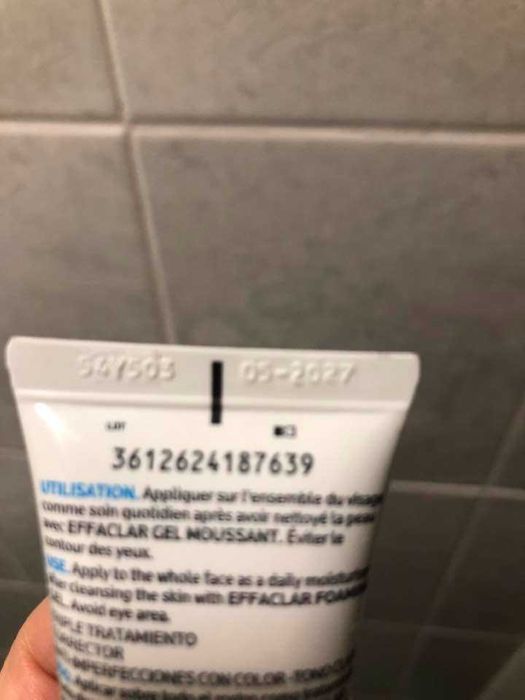 54Y503 05-2027
LOT
3612624187639
UTILISATION. Appliquer sur l'ensemble du visage
comme soin quotidien après avoir nettoyé la peau
avec EFFACLAR GEL MOUSSANT. Éviter le
contour des yeux.
USE. Apply to the whole face as a daily
cleansing the skin with EFFACLAR
Avoid eye area.
TRATAMIENTO
IMPERFECCIONES CON COLOR